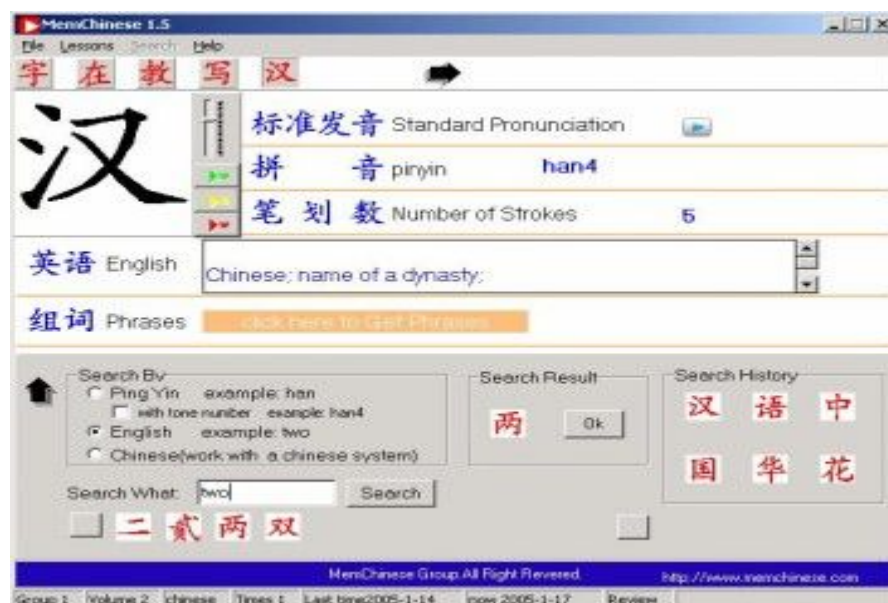 MemChinese 1.5
File Lessons Search Help
字 在 教 写 汉
汉
标准发音 Standard Pronunciation
拼 音 pinyin han4
笔 划 数 Number of Strokes 5
英语 English
Chinese; name of a dynasty;
组词 Phrases click here to Get Phrases
Search By
Ping Yin example: han
with tone number example: han4
English example: two
Chinese(work with a chinese system)
Search Result
两 Ok
Search History
汉 语 中
国 华 花
Search What: two Search
二 贰 两 双
MemChinese Group.All Right Revered. http://www.memchinese.com
Group 1 Volume 2 chinese Times 1 Last time2005-1-14 now 2005-1-17 Review